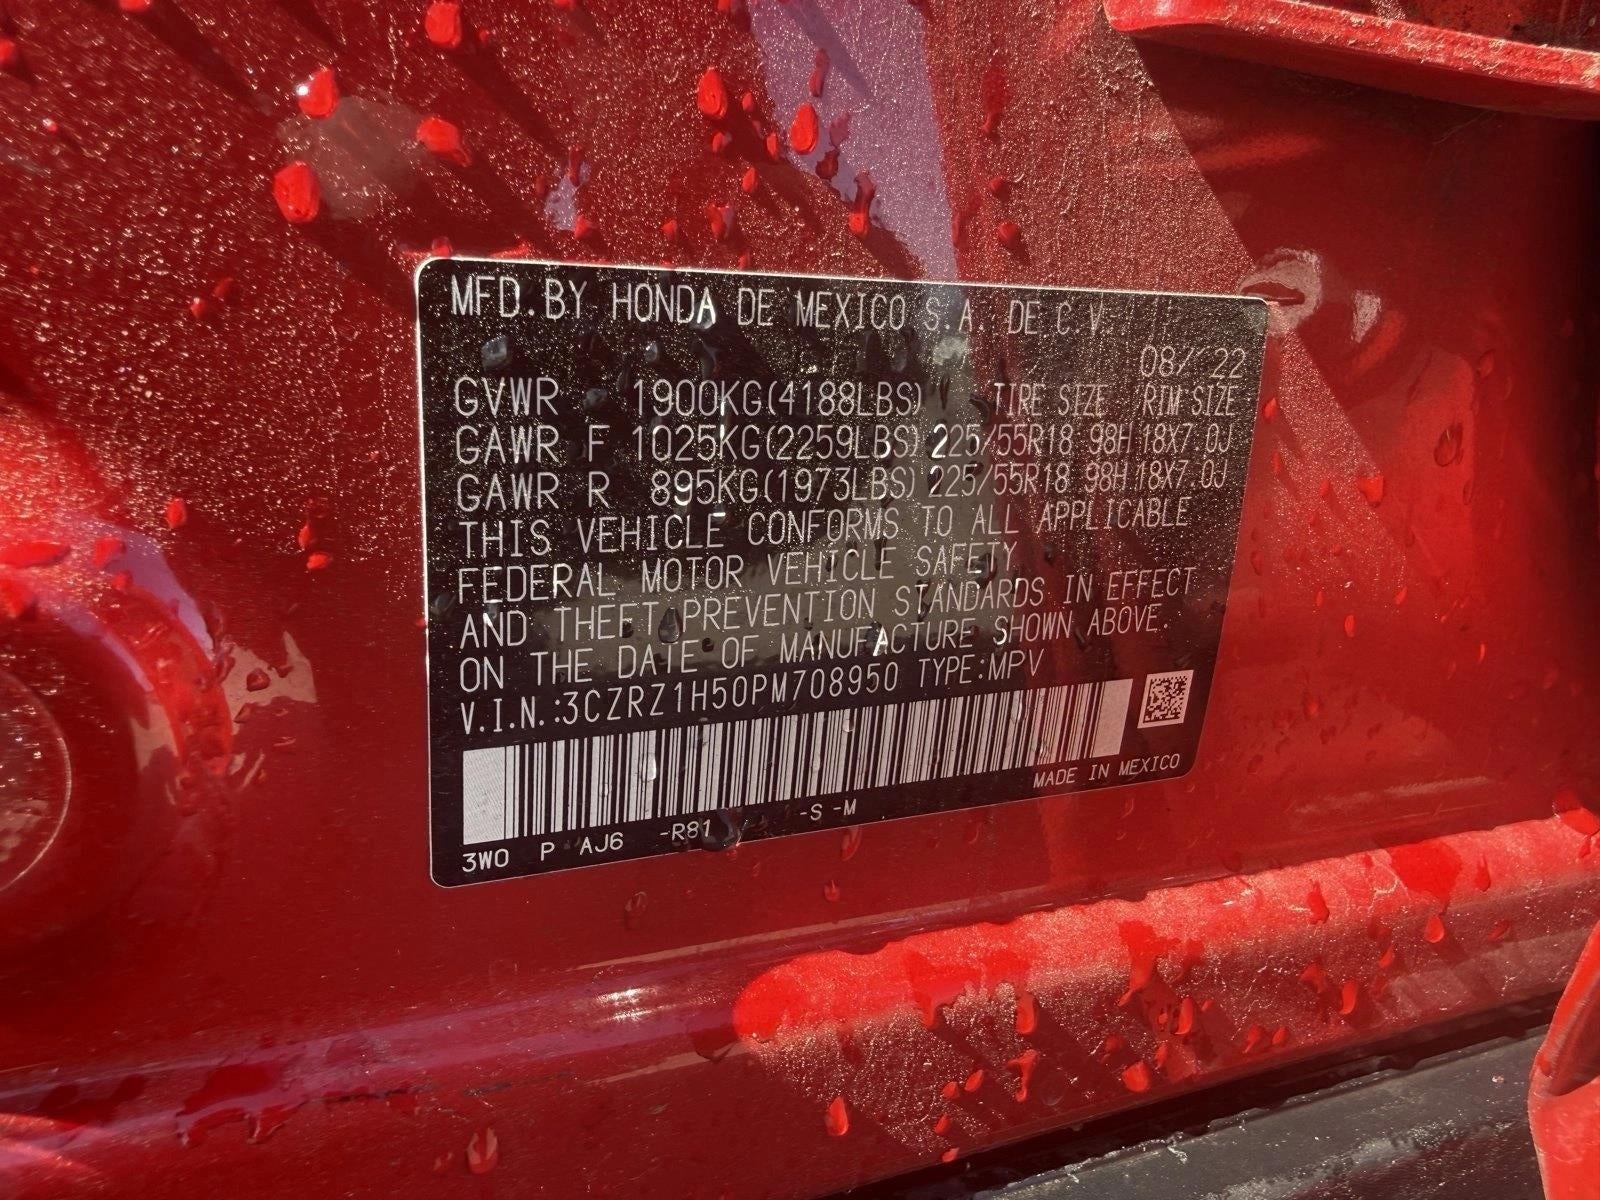 MFD. BY HONDA DE MEXICO S.A. DE C.V.
08/ '22
GVWR 1900KG(4188LBS) TIRE SIZE /RIM SIZE
GAWR F 1025KG(2259LBS) 225/55R18 98H 18X7.0J
GAWR R 895KG(1973LBS) 225/55R18 98H 18X7.0J
THIS VEHICLE CONFORMS TO ALL APPLICABLE
FEDERAL MOTOR VEHICLE SAFETY
AND THEFT PREVENTION STANDARDS IN EFFECT
ON THE DATE OF MANUFACTURE SHOWN ABOVE.
V.I.N.:3CZRZ1H50PM708950 TYPE:MPV
MADE IN MEXICO
3W0 P AJ6 -R81 -S -M